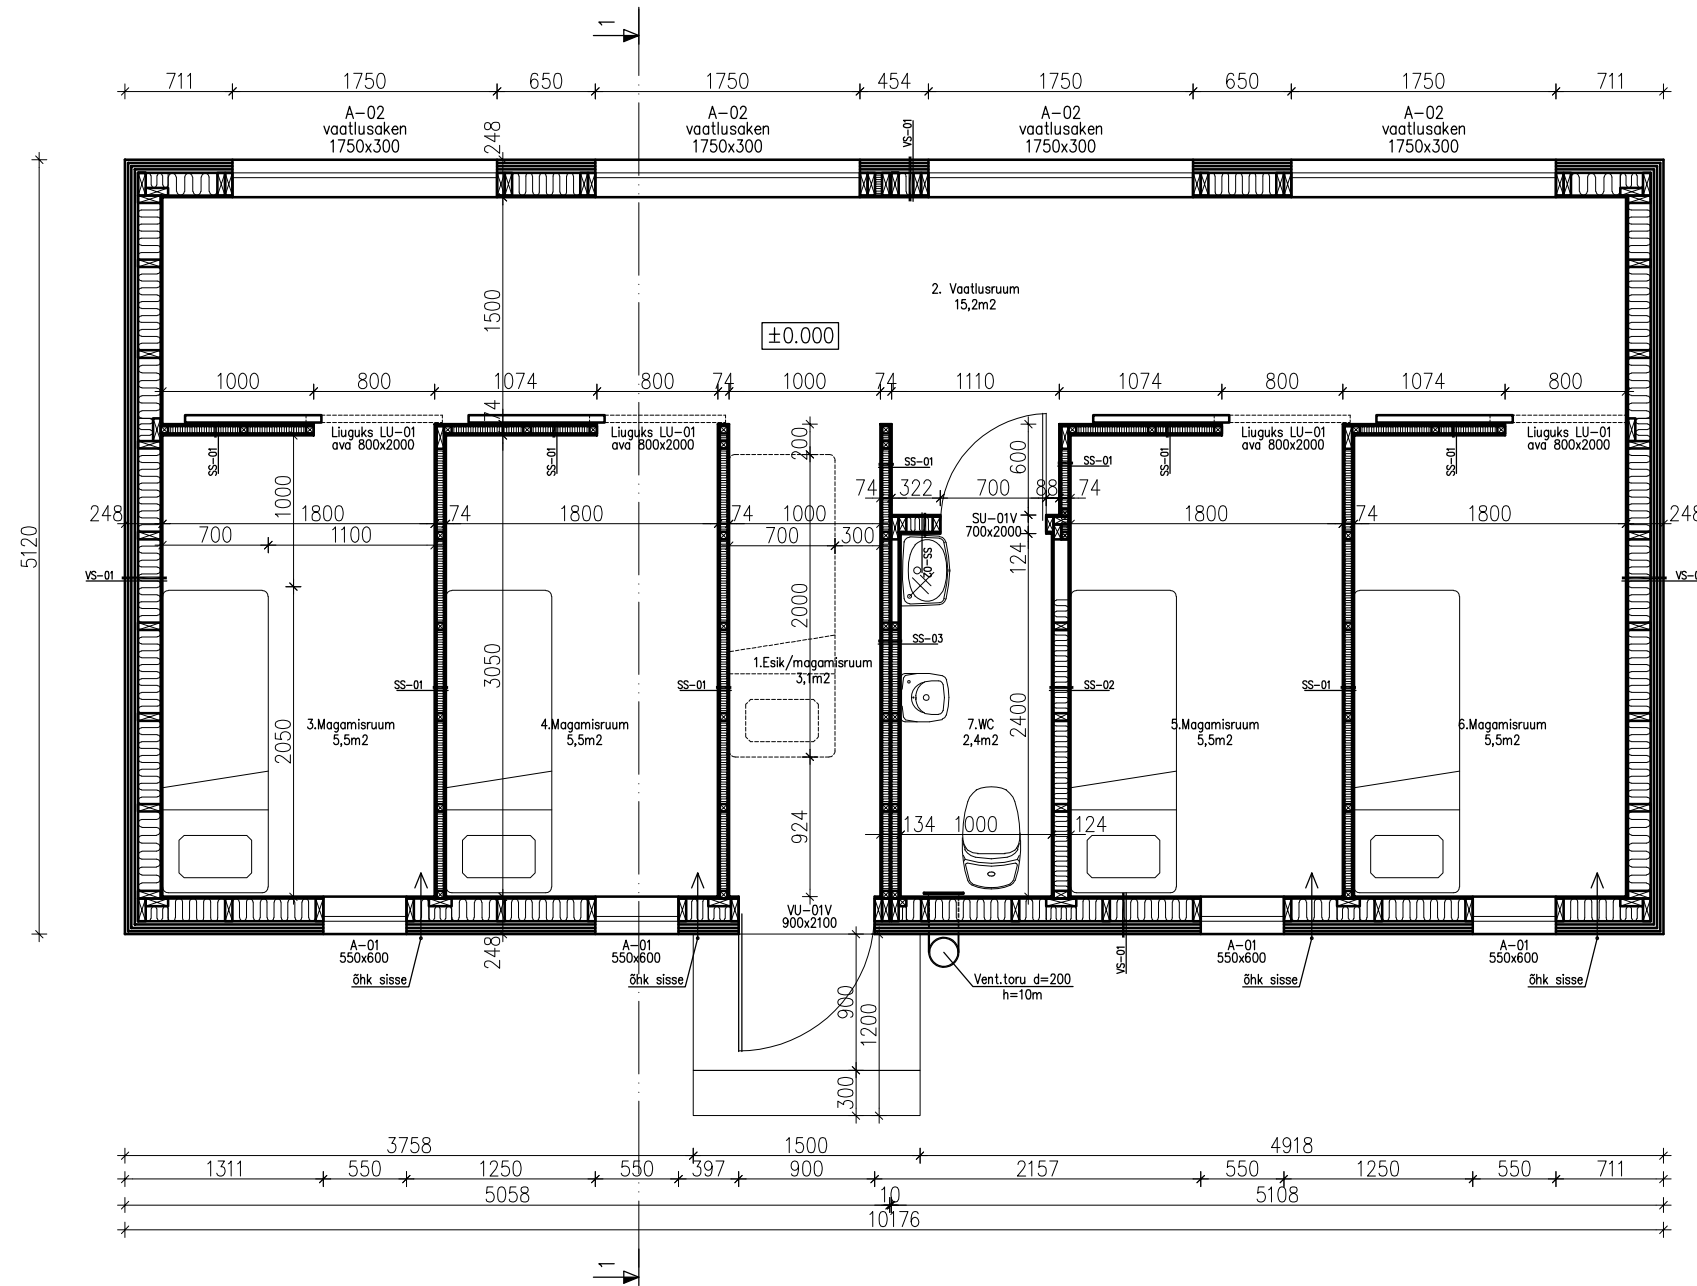 1
711 1750 650 1750 454 1750 650 1750 711
A-02 A-02 A-02 A-02
vaatlusaken vaatlusaken vaatlusaken vaatlusaken
1750x300 1750x300 1750x300 1750x300
248
VS-01
2. Vaatlusruum
15,2m2
1500
±0.000
1000 800 1074 800 74 1000 74 1110 1074 800 1074 800
74
Liuguks LU-01 Liuguks LU-01 Liuguks LU-01 Liuguks LU-01
ava 800x2000 ava 800x2000 ava 800x2000 ava 800x2000
SS-01 SS-01 SS-01 SS-01 SS-01 SS-01
200 600
1000
74 322 700 88 74
248 1800 74 1800 74 1000 SU-01V 1800 74 1800 248
700x2000
700 1100 700 300
5120
124
SS-02
VS-01 VS-0
2000
SS-03
1.Esik/magamisruum
3,1m2
3050
SS-01 SS-01 SS-02 SS-01
2050
2400
3.Magamisruum 4.Magamisruum 7.WC 5.Magamisruum 6.Magamisruum
5,5m2 5,5m2 2,4m2 5,5m2 5,5m2
924
134 1000 124
VU-01V
900x2100
248
A-01 A-01 A-01 A-01
550x600 550x600 550x600 550x600
VS-01
õhk sisse õhk sisse Vent.toru d=200 õhk sisse õhk sisse
h=10m
900
1200
300
3758 1500 4918
1311 550 1250 550 397 900 2157 550 1250 550 711
5058 10 5108
10176
1